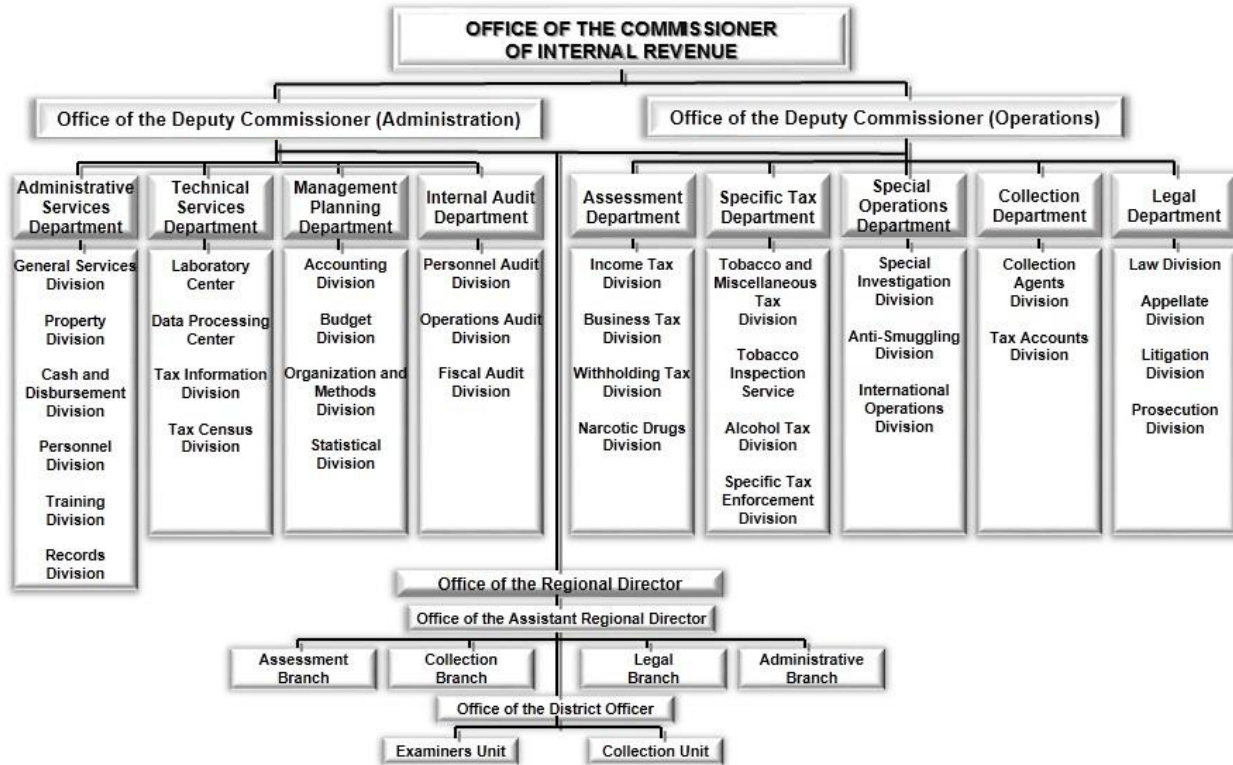 OFFICE OF THE COMMISSIONER
OF INTERNAL REVENUE
Office of the Deputy Commissioner (Administration)
Office of the Deputy Commissioner (Operations)
Administrative
Services
Department
General Services
Division
Property
Division
Cash and
Disbursement
Division
Personnel
Division
Training
Division
Records
Division
Technical
Services
Department
Laboratory
Center
Data Processing
Center
Tax Information
Division
Tax Census
Division
Management
Planning
Department
Accounting
Division
Budget
Division
Organization and
Methods
Division
Statistical
Division
Internal Audit
Department
Personnel Audit
Division
Operations Audit
Division
Fiscal Audit
Division
Assessment
Department
Income Tax
Division
Business Tax
Division
Withholding Tax
Division
Narcotic Drugs
Division
Specific Tax
Department
Tobacco and
Miscellaneous
Tax
Division
Tobacco
Inspection
Service
Alcohol Tax
Division
Specific Tax
Enforcement
Division
Special
Operations
Department
Special
Investigation
Division
Anti-Smuggling
Division
International
Operations
Division
Collection
Department
Collection
Agents
Division
Tax Accounts
Division
Legal
Department
Law Division
Appellate
Division
Litigation
Division
Prosecution
Division
Office of the Regional Director
Office of the Assistant Regional Director
Assessment
Branch
Collection
Branch
Legal
Branch
Administrative
Branch
Office of the District Officer
Examiners Unit
Collection Unit